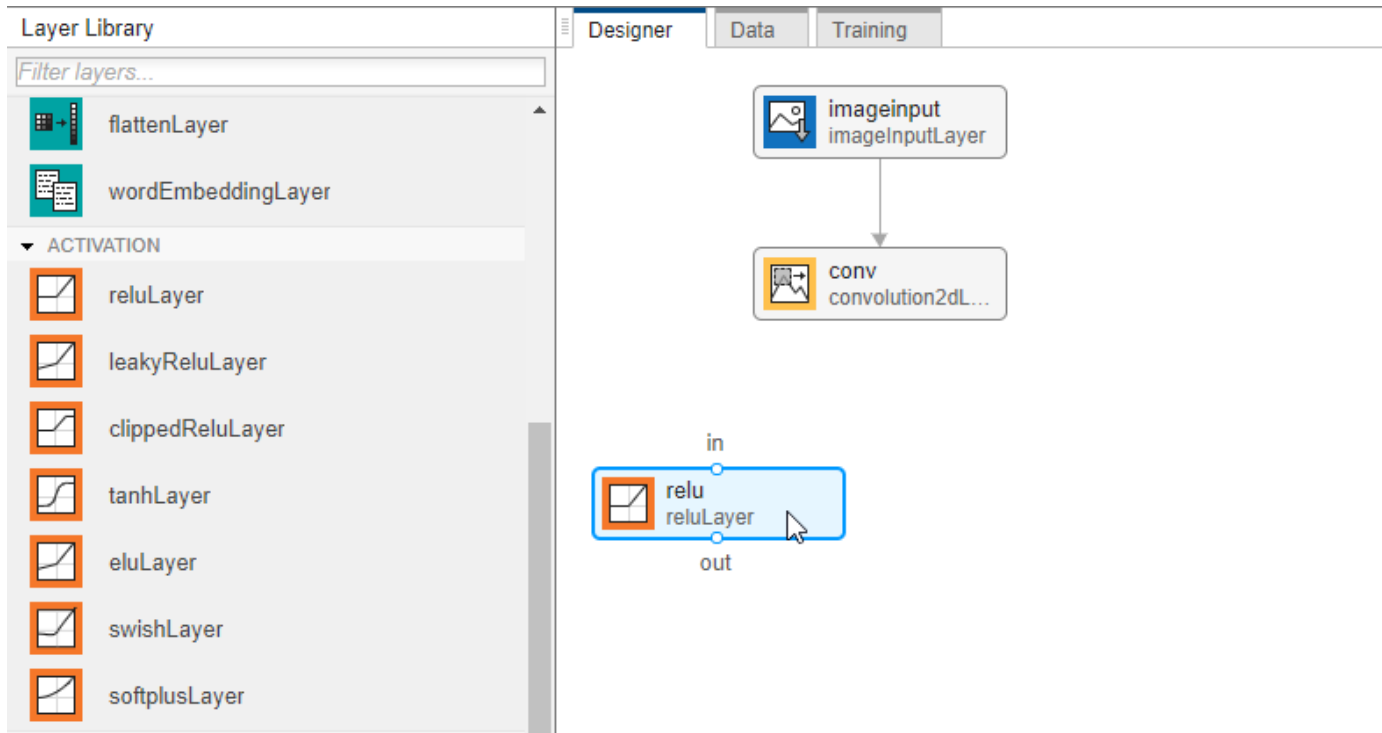 Layer Library
Filter layers...
flattenLayer
wordEmbeddingLayer
ACTIVATION
reluLayer
leakyReluLayer
clippedReluLayer
tanhLayer
eluLayer
swishLayer
softplusLayer
Designer
Data
Training
imageinput
imageInputLayer
conv
convolution2dL...
in
relu
reluLayer
out